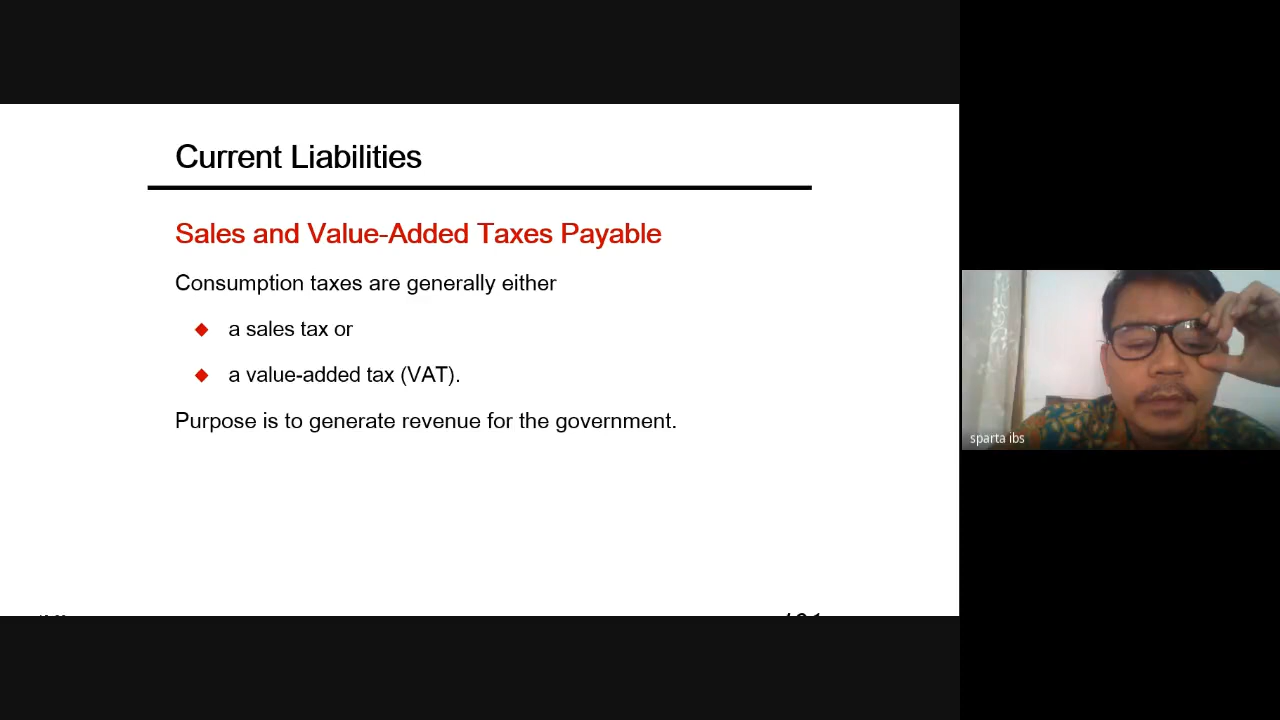 Current Liabilities
Sales and Value-Added Taxes Payable
Consumption taxes are generally either
a sales tax or
a value-added tax (VAT).
Purpose is to generate revenue for the government.
sparta ibs